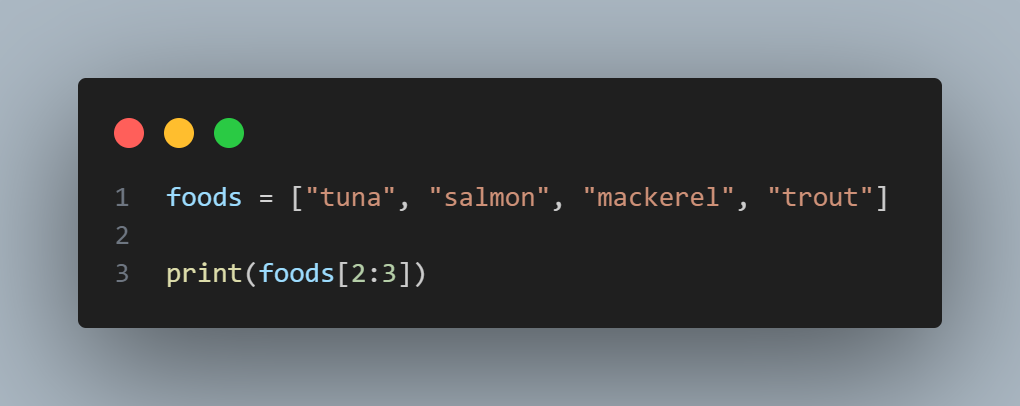 1 foods = ["tuna", "salmon", "mackerel", "trout"]
2
3 print(foods[2:3])